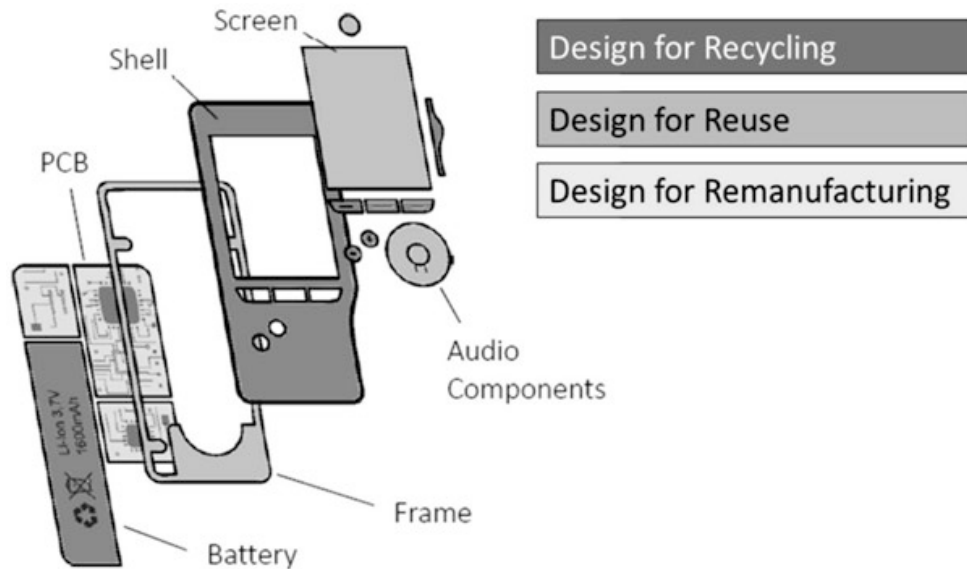 Screen
Shell
PCB
Design for Recycling
Design for Reuse
Design for Remanufacturing
Audio
Components
Li-Ion 3.7V
1600mAh
Frame
Battery